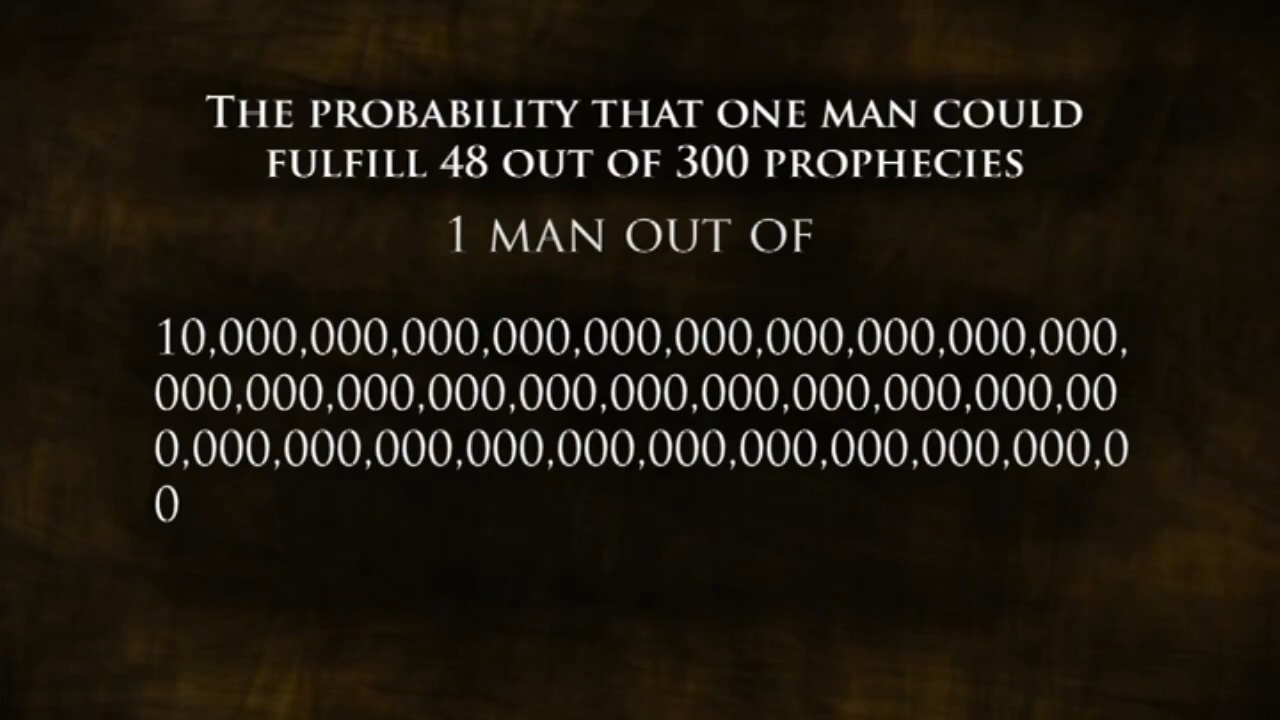 The probability that one man could
fulfill 48 out of 300 prophecies
1 man out of
10,000,000,000,000,000,000,000,000,000,000,
000,000,000,000,000,000,000,000,000,000,00
0,000,000,000,000,000,000,000,000,000,000,0
0